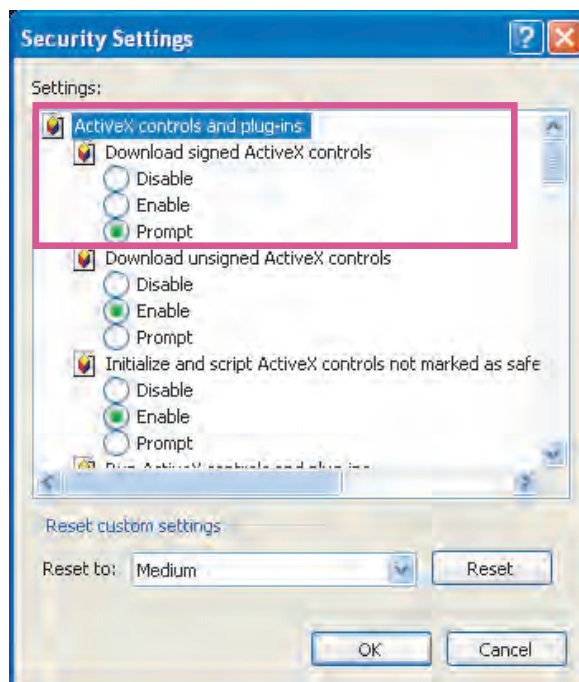 Security Settings
Settings:
ActiveX controls and plug-ins
Download signed ActiveX controls
Disable
Enable
Prompt
Download unsigned ActiveX controls
Disable
Enable
Prompt
Initialize and script ActiveX controls not marked as safe
Disable
Enable
Prompt
Reset custom settings
Reset to: Medium Reset
OK Cancel